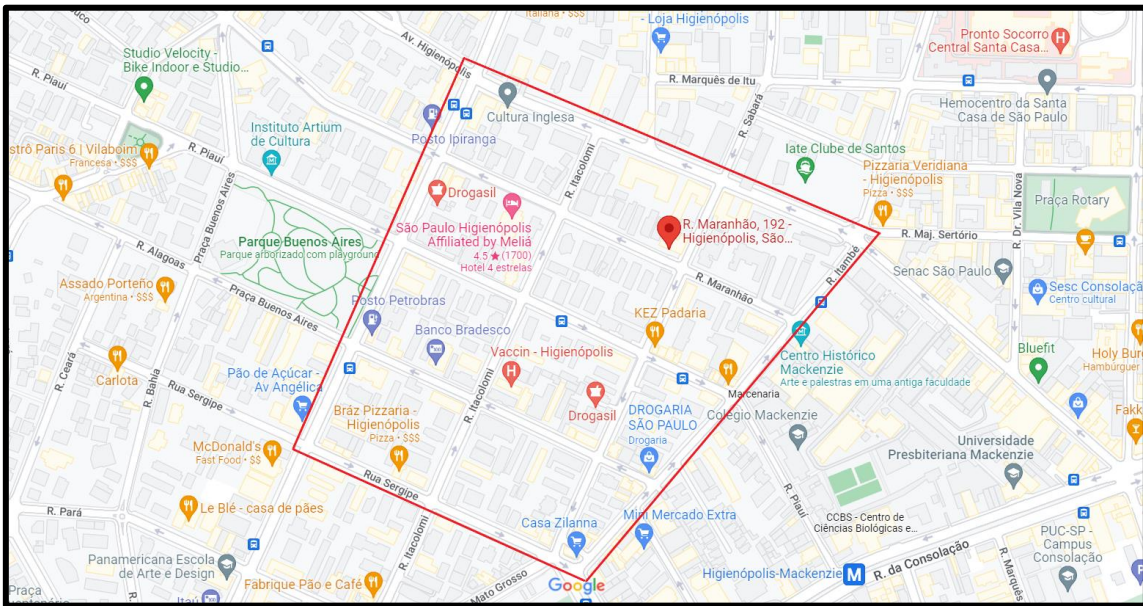 Italiana · $$$
- Loja Higienópolis
Pronto Socorro
Central Santa Casa...
Av. Higienópolis
R. Piauí
Studio Velocity -
Bike Indoor e Studio...
R. Marquês de Itu
Hemocentro da Santa
Casa de São Paulo
Cultura Inglesa
R. Sabará
Instituto Artium
de Cultura
Posto Ipiranga
strô Paris 6 | Vilaboim
Francesa · $$$
R. Piauí
Iate Clube de Santos
Pizzaria Veridiana
- Higienópolis
Pizza · $$$
R. Itacolomi
Drogasil
R. Dr. Vila Nova
Praça Rotary
Praça Buenos Aires
São Paulo Higienópolis
Affiliated by Meliá
4.5 ★ (1700)
Hotel 4 estrelas
R. Maranhão, 192 -
Higienópolis, São...
R. Maj. Sertório
Parque Buenos Aires
Parque arborizado com playground
R. Alagoas
R. Itambé
Senac São Paulo
R. Maranhão
Assado Porteño
Argentina · $$$
Praça Buenos Aires
Posto Petrobras
Sesc Consolaçã
Centro cultural
KEZ Padaria
Banco Bradesco
Vaccin - Higienópolis
Centro Histórico
Mackenzie
Arte e palestras em uma antiga faculdade
Bluefit
Holy Bur
Hambúrguer
R. Ceará
Carlota
R. Bahia
Rua Sergipe
Pão de Açúcar -
Av Angélica
R. Itacolomi
Marcenaria
Drogasil
DROGARIA
SÃO PAULO
Drogaria
Colégio Mackenzie
Bráz Pizzaria -
Higienópolis
Pizza · $$$
Fakk
McDonald's
Fast Food · $$
Universidade
Presbiteriana Mackenzie
Rua Sergipe
R. Piauí
Le Blé - casa de pães
R. Pará
Casa Zilanna
Mini Mercado Extra
CCBS - Centro de
Ciências Biológicas e...
R. Itacolomi
PUC-SP -
Campus
Consolação
Panamericana Escola
de Arte e Design
R. da Consolação
Higienópolis-Mackenzie
M
R. Marquês
Fabrique Pão e Café
Mato Grosso
Google
Praça
Itaú